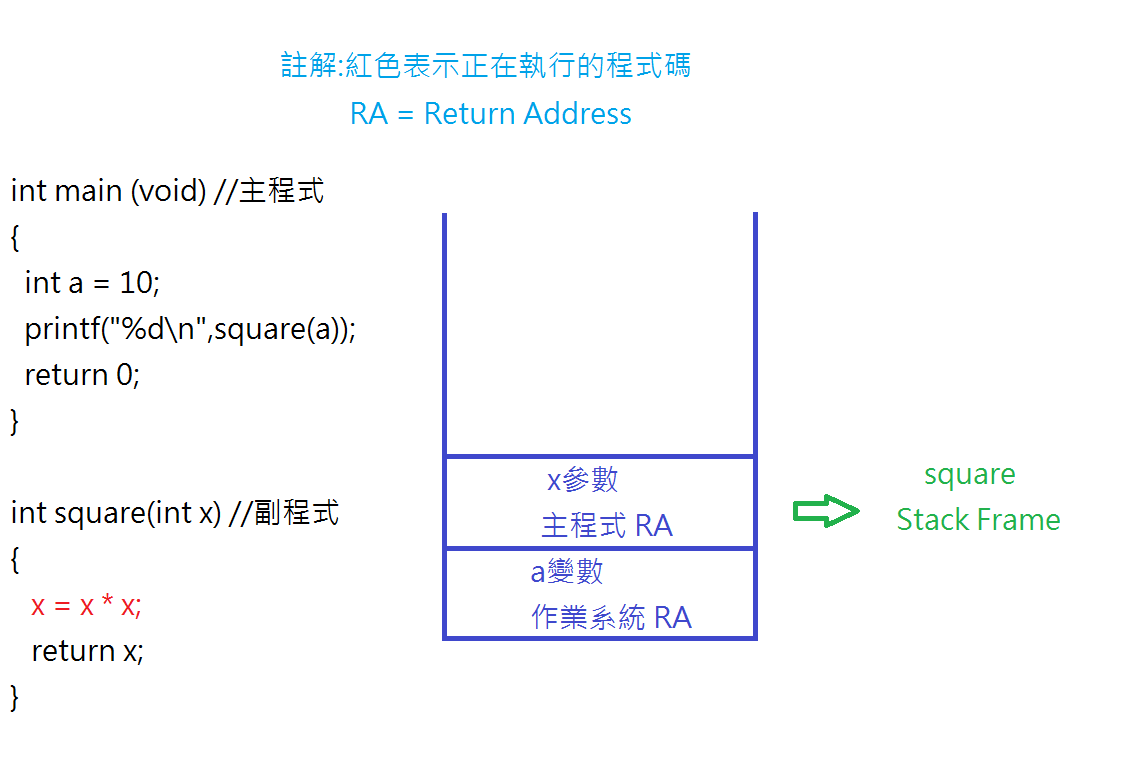 註解:紅色表示正在執行的程式碼
RA = Return Address
int main (void) //主程式
{
int a = 10;
printf("%d\n",square(a));
return 0;
}
int square(int x) //副程式
{
x = x * x;
return x;
}
x參數
主程式 RA
a變數
作業系統 RA
square
Stack Frame